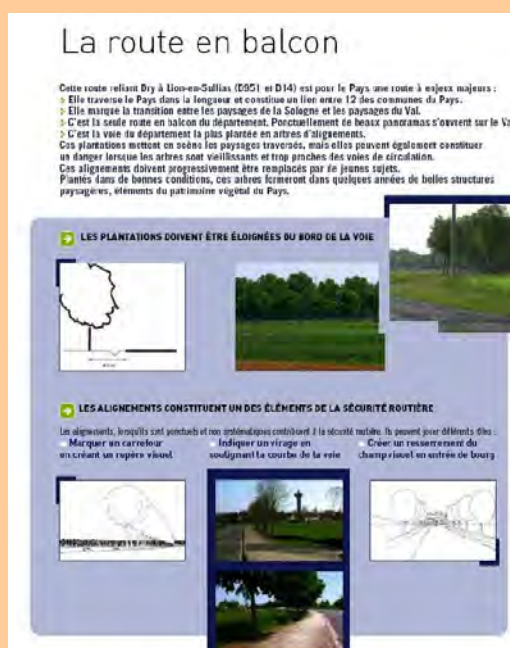 La route en balcon
Cette route reliant Dry à Lion-en-Sullias (D951 et D14) est pour le Pays une route à enjeux majeurs :
> Elle traverse le Pays dans la longueur et constitue un lien entre 12 des communes du Pays.
> Elle marque la transition entre les paysages de la Sologne et les paysages du Val.
> C'est la seule route en balcon du département. Ponctuellement de beaux panoramas s'ouvrent sur le Va
> C'est la voie du département la plus plantée en arbres d'alignements.
Ces plantations mettent en scène les paysages traversés, mais elles peuvent également constituer
un danger lorsque les arbres sont vieillissants et trop proches des voies de circulation.
Ces alignements doivent progressivement être remplacés par de jeunes sujets.
Plantés dans de bonnes conditions, ces arbres formeront dans quelques années de belles structures
paysagères, éléments du patrimoine végétal du Pays.
LES PLANTATIONS DOIVENT ÊTRE ÉLOIGNÉES DU BORD DE LA VOIE
LES ALIGNEMENTS CONSTITUENT UN DES ÉLÉMENTS DE LA SÉCURITÉ ROUTIÈRE
Les alignements, lorsqu'ils sont ponctuels et non systématiques contribuent à la sécurité routière. Ils peuvent jouer différents rôles :
Marquer un carrefour
en créant un repère visuel
Indiquer un virage en
soulignant la courbe de la voie
Créer un resserrement du
champ visuel en entrée de bourg